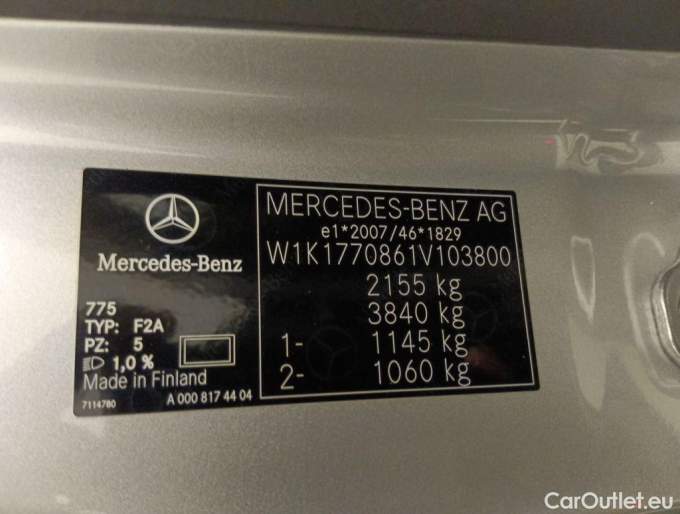 Mercedes-Benz
775
TYP: F2A
PZ: 5
1,0 %
Made in Finland
7114780
A 000 817 44 04
MERCEDES-BENZ AG
e1*2007/46*1829
W1K1770861V103800
2155 kg
3840 kg
1- 1145 kg
2- 1060 kg
CarOutlet.eu